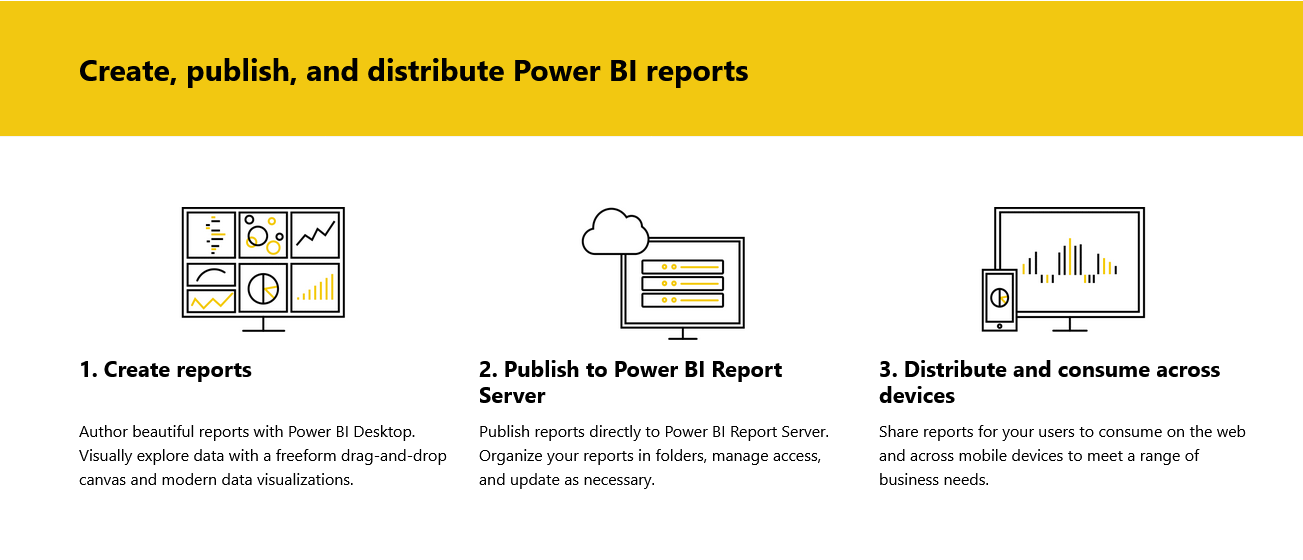 Create, publish, and distribute Power BI reports
1. Create reports
Author beautiful reports with Power BI Desktop.
Visually explore data with a freeform drag-and-drop
canvas and modern data visualizations.
2. Publish to Power BI Report
Server
Publish reports directly to Power BI Report Server.
Organize your reports in folders, manage access,
and update as necessary.
3. Distribute and consume across
devices
Share reports for your users to consume on the web
and across mobile devices to meet a range of
business needs.